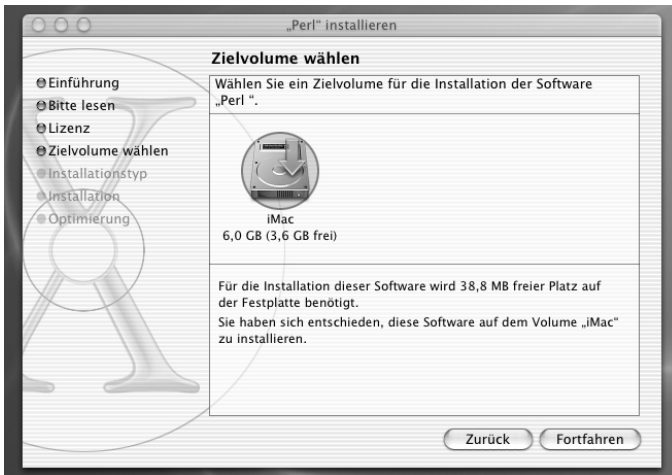 „Perl“ installieren
Zielvolume wählen
Einführung
Bitte lesen
Lizenz
Zielvolume wählen
Installationstyp
Installation
Optimierung
Wählen Sie ein Zielvolume für die Installation der Software
„Perl “.
iMac
6,0 GB (3,6 GB frei)
Für die Installation dieser Software wird 38,8 MB freier Platz auf
der Festplatte benötigt.
Sie haben sich entschieden, diese Software auf dem Volume „iMac“
zu installieren.
Zurück
Fortfahren